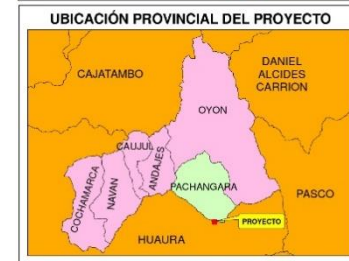 UBICACIÓN PROVINCIAL DEL PROYECTO
CAJATAMBO
DANIEL
ALCIDES
CARRION
OYON
CAUJUL
NAVAN
ANDAJES
COCHAMARCA
PACHANGARA
PASCO
PROYECTO
HUAURA